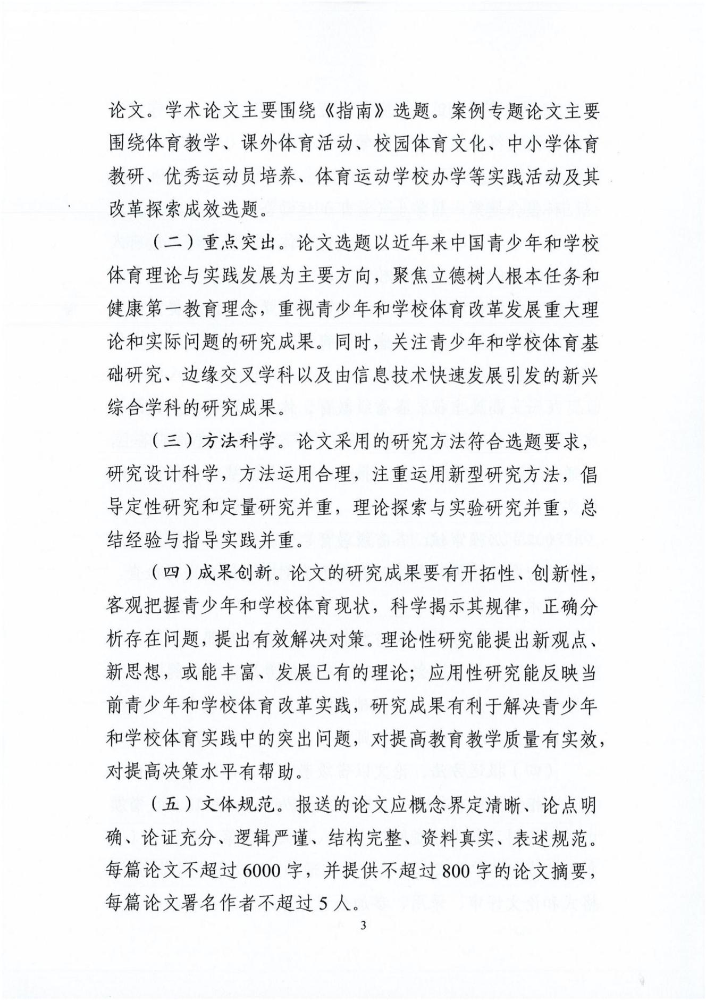 论文。学术论文主要围绕《指南》选题。案例专题论文主要
围绕体育教学、课外体育活动、校园体育文化、中小学体育
教研、优秀运动员培养、体育运动学校办学等实践活动及其
改革探索成效选题。
（二）重点突出。论文选题以近年来中国青少年和学校
体育理论与实践发展为主要方向，聚焦立德树人根本任务和
健康第一教育理念，重视青少年和学校体育改革发展重大理
论和实际问题的研究成果。同时，关注青少年和学校体育基
础研究、边缘交叉学科以及由信息技术快速发展引发的新兴
综合学科的研究成果。
（三）方法科学。论文采用的研究方法符合选题要求，
研究设计科学，方法运用合理，注重运用新型研究方法，倡
导定性研究和定量研究并重，理论探索与实验研究并重，总
结经验与指导实践并重。
（四）成果创新。论文的研究成果要有开拓性、创新性，
客观把握青少年和学校体育现状，科学揭示其规律，正确分
析存在问题，提出有效解决对策。理论性研究能提出新观点、
新思想，或能丰富、发展已有的理论；应用性研究能反映当
前青少年和学校体育改革实践，研究成果有利于解决青少年
和学校体育实践中的突出问题，对提高教育教学质量有实效，
对提高决策水平有帮助。
（五）文体规范。报送的论文应概念界定清晰、论点明
确、论证充分、逻辑严谨、结构完整、资料真实、表述规范。
每篇论文不超过 6000 字，并提供不超过 800 字的论文摘要，
每篇论文署名作者不超过 5 人。
3